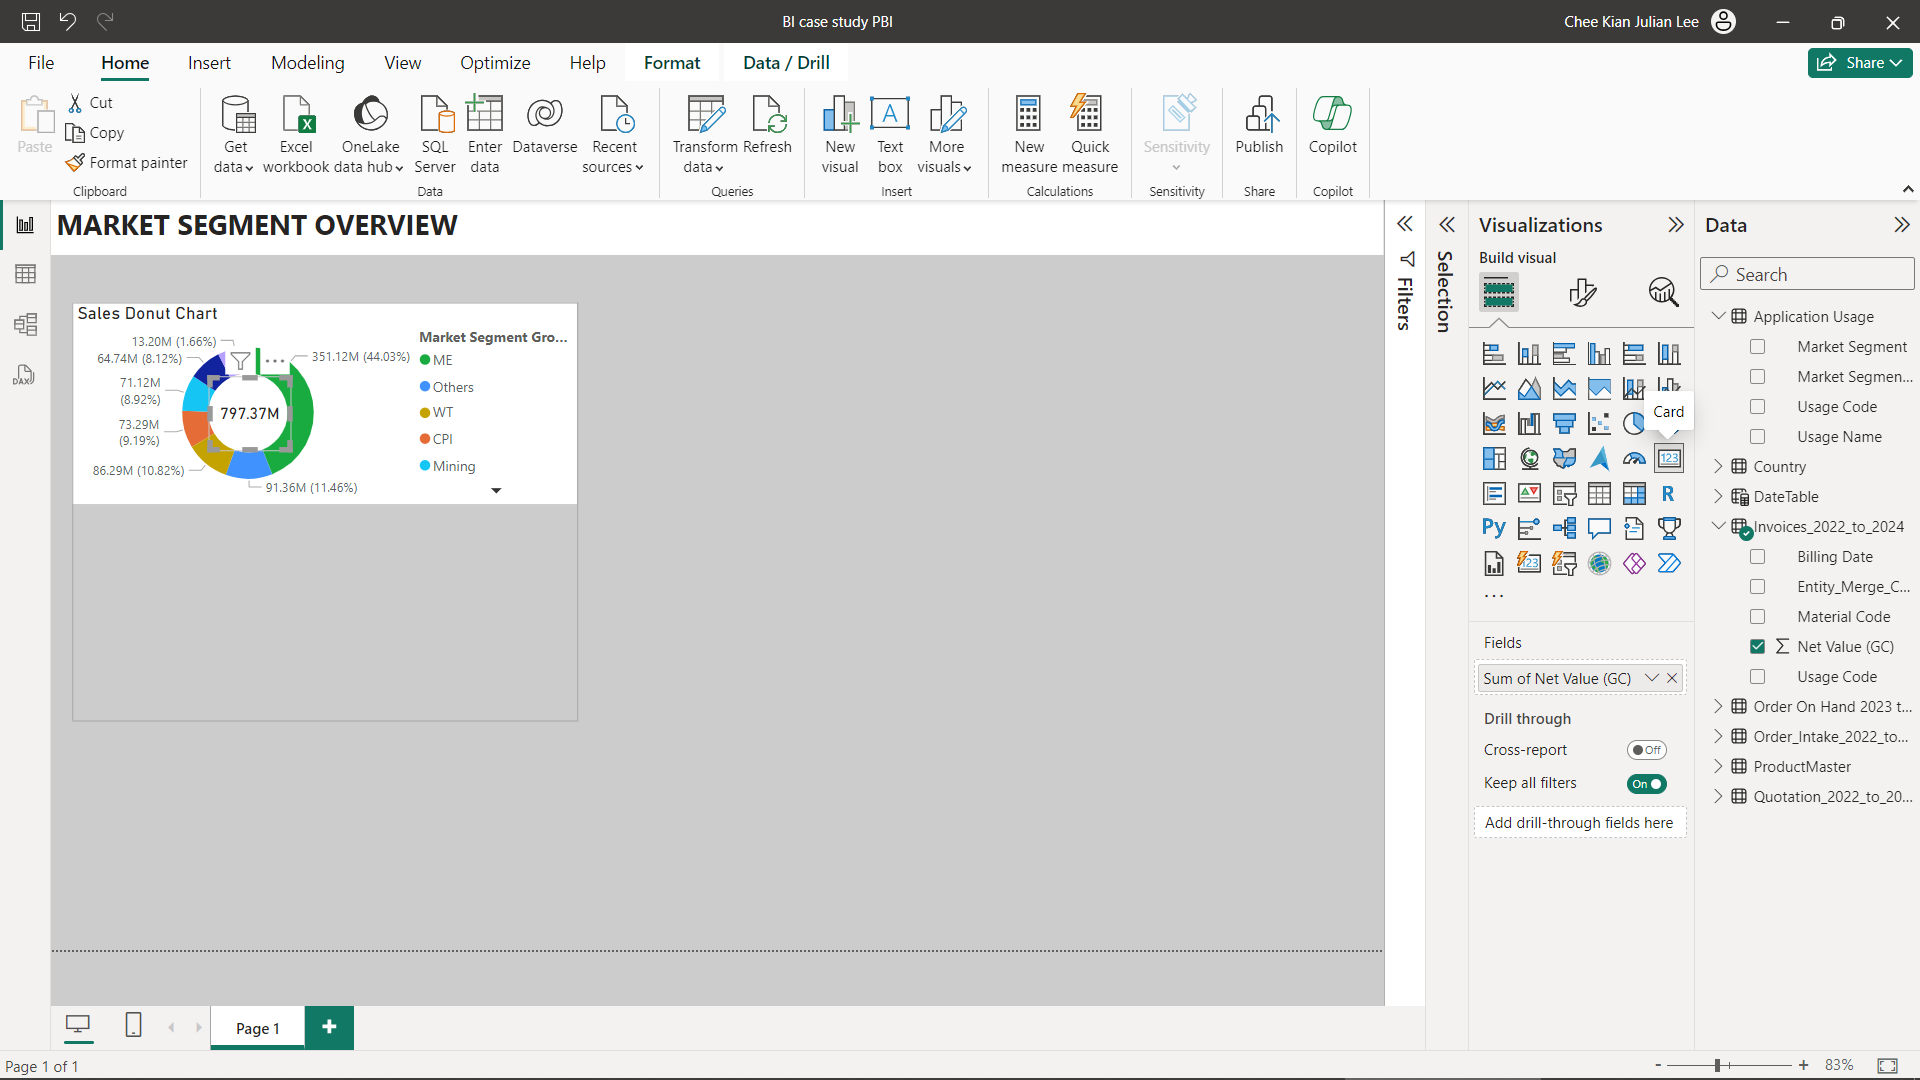 BI case study PBI
Chee Kian Julian Lee
File
Home
Insert
Modeling
View
Optimize
Help
Format
Data / Drill
Share
Paste
Cut
Copy
Format painter
Clipboard
Get data
Excel workbook
OneLake data hub
SQL Server
Enter data
Dataverse
Recent sources
Data
Transform data
Refresh
Queries
New visual
Text box
More visuals
Insert
New measure
Quick measure
Calculations
Sensitivity
Sensitivity
Publish
Share
Copilot
Copilot
MARKET SEGMENT OVERVIEW
Sales Donut Chart
13.20M (1.66%)
64.74M (8.12%)
71.12M
(8.92%)
73.29M
(9.19%)
86.29M (10.82%)
91.36M (11.46%)
351.12M (44.03%)
797.37M
Market Segment Gro...
ME
Others
WT
CPI
Mining
Filters
Selection
Visualizations
Build visual
Card
123
R
Py
123
...
Fields
Sum of Net Value (GC)
Drill through
Cross-report
Off
Keep all filters
On
Add drill-through fields here
Data
Search
Application Usage
Market Segment
Market Segmen...
Usage Code
Usage Name
Country
DateTable
Invoices_2022_to_2024
Billing Date
Entity_Merge_C...
Material Code
Net Value (GC)
Usage Code
Order On Hand 2023 t...
Order_Intake_2022_to...
ProductMaster
Quotation_2022_to_20...
DAX
Page 1
+
Page 1 of 1
- + 83%